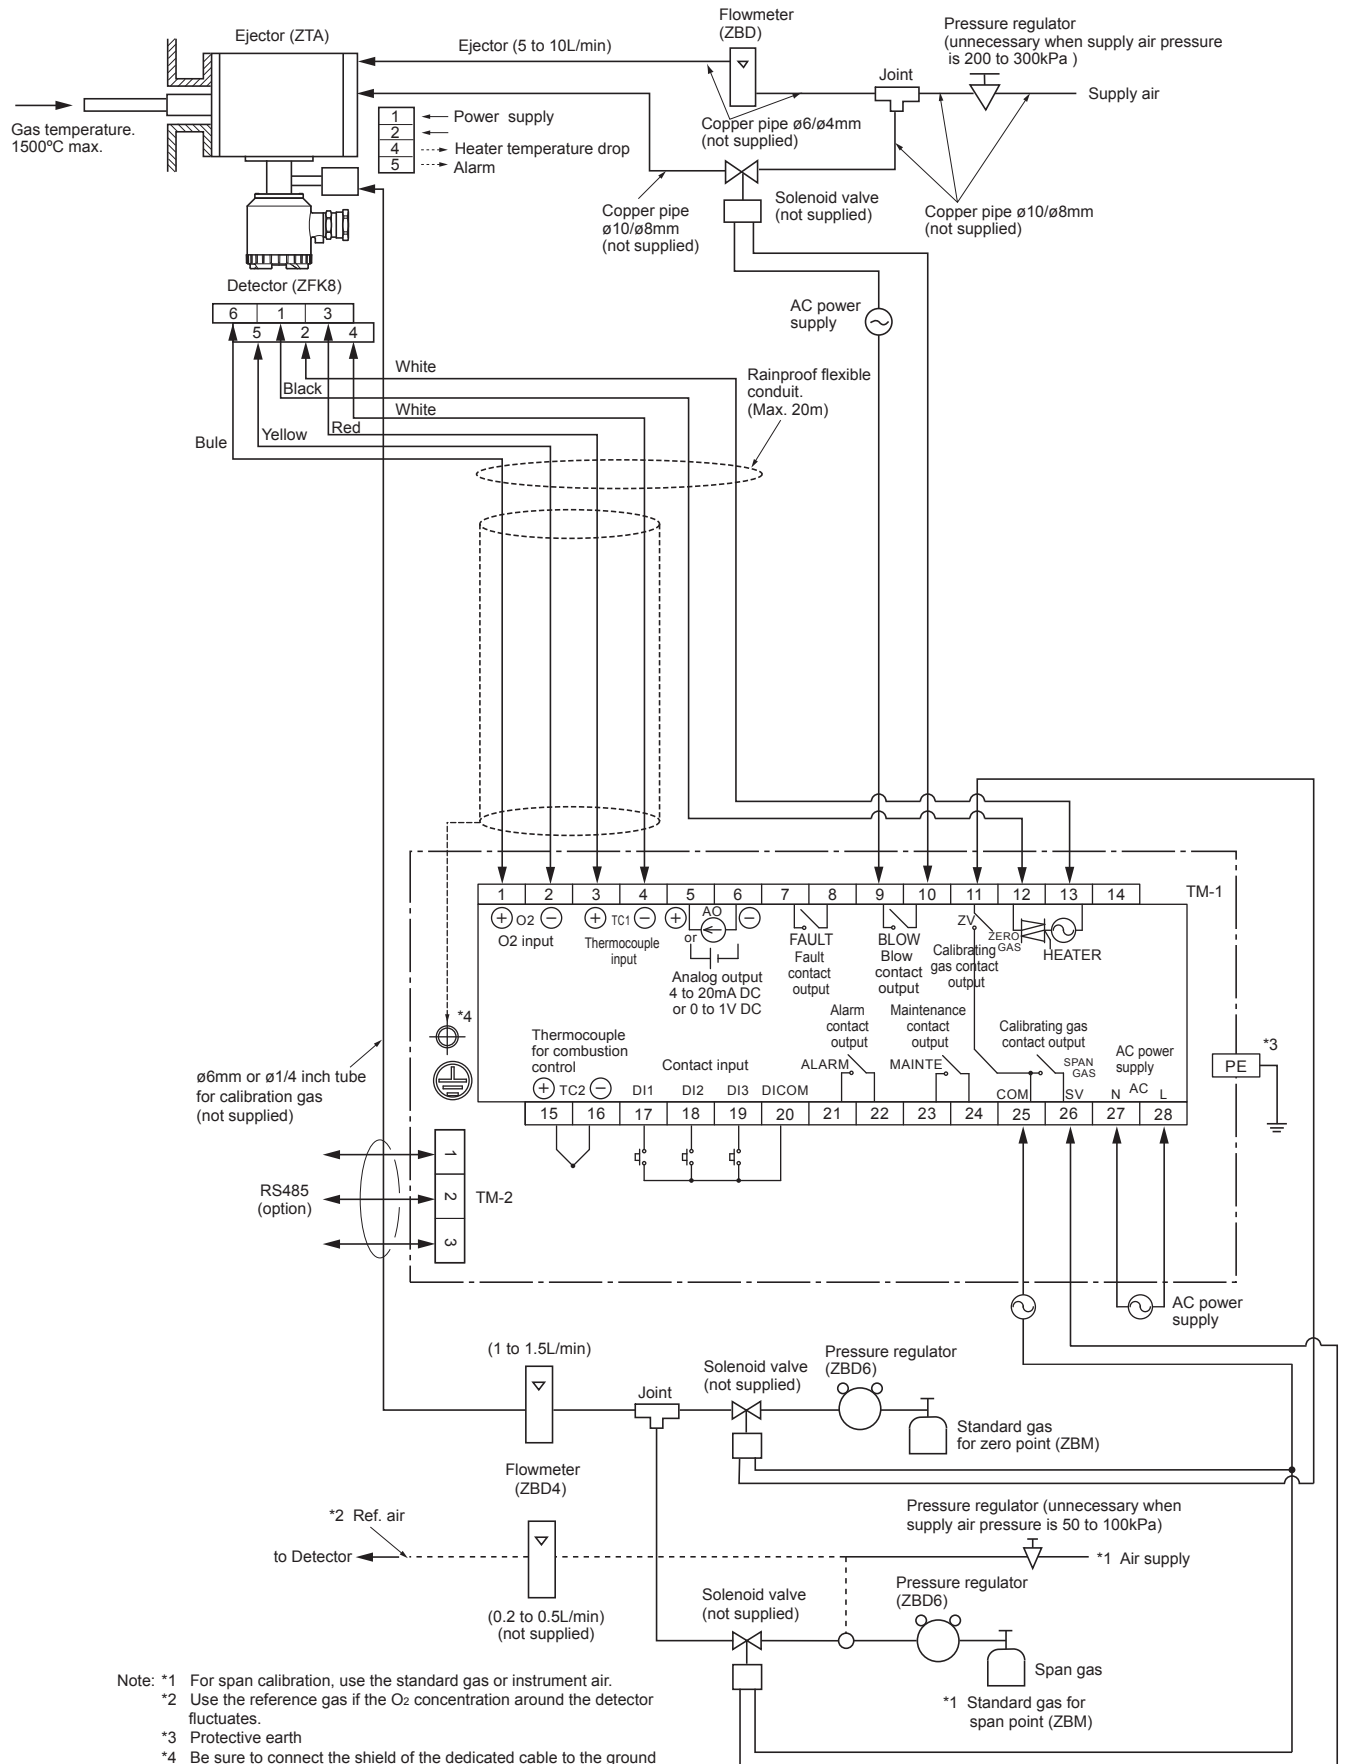 Flowmeter
(ZBD)
Pressure regulator
(unnecessary when supply air pressure
is 200 to 300kPa )
Ejector (ZTA)
Ejector (5 to 10L/min)
Joint
Supply air
Gas temperature.
1500ºC max.
1 Power supply
2
4 Heater temperature drop
5 Alarm
Copper pipe ø6/ø4mm
(not supplied)
Copper pipe
ø10/ø8mm
(not supplied)
Solenoid valve
(not supplied)
Copper pipe ø10/ø8mm
(not supplied)
Detector (ZFK8)
6 1 3
5 2 4
AC power
supply
White
Black
White
Red
Yellow
Bule
Rainproof flexible
conduit.
(Max. 20m)
1 2 3 4 5 6 7 8 9 10 11 12 13 14
TM-1
+ O2 −
O2 input
+ TC1 −
Thermocouple
input
+ AO −
or
Analog output
4 to 20mA DC
or 0 to 1V DC
FAULT
Fault
contact
output
BLOW
Blow
contact
output
ZV
ZERO
GAS
Calibrating
gas contact
output
HEATER
*4
Thermocouple
for combustion
control
+ TC2 −
Contact input
DI1 DI2 DI3 DICOM
Alarm
contact
output
ALARM
Maintenance
contact
output
MAINTE
Calibrating gas
contact output
SPAN
GAS
COM SV
AC power
supply
N AC L
15 16 17 18 19 20 21 22 23 24 25 26 27 28
*3
PE
ø6mm or ø1/4 inch tube
for calibration gas
(not supplied)
RS485
(option)
1
2
3
TM-2
AC power
supply
(1 to 1.5L/min)
Joint
Solenoid valve
(not supplied)
Pressure regulator
(ZBD6)
Standard gas
for zero point (ZBM)
Flowmeter
(ZBD4)
*2 Ref. air
to Detector
Pressure regulator (unnecessary when
supply air pressure is 50 to 100kPa)
*1 Air supply
(0.2 to 0.5L/min)
(not supplied)
Solenoid valve
(not supplied)
Pressure regulator
(ZBD6)
Span gas
*1 Standard gas for
span point (ZBM)
Note: *1 For span calibration, use the standard gas or instrument air.
*2 Use the reference gas if the O2 concentration around the detector
fluctuates.
*3 Protective earth
*4 Be sure to connect the shield of the dedicated cable to the ground